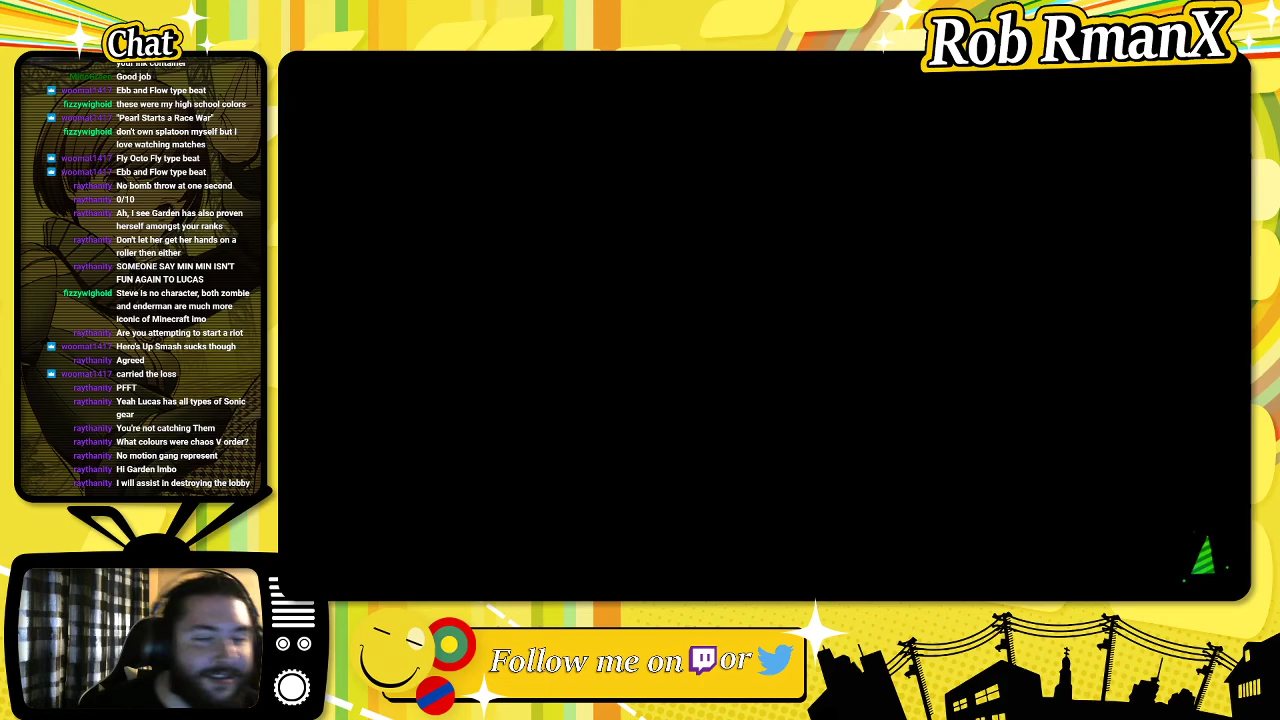 Chat
Rob RmanX
your ink container
Good job
woomat1417 Ebb and Flow type beat
fizzywighold these were my high school colors
woomat1417 "Pearl Starts a Race War"
fizzywighold don't own splatoon myself but I
love watching matches
woomat1417 Fly Octo Fly type beat
woomat1417 Ebb and Flow type beat
raythanity No bomb throw at one second
raythanity 0/10
raythanity Ah, I see Garden has also proven
herself amongst your ranks
raythanity Don't let her get her hands on a
roller then either
raythanity SOMEONE SAY MIN MIN ISN'T
FUN AGAIN TO LUCAS
fizzywighold Steve is no character, both zombie
and enderman are much more
iconic of Minecraft imo
raythanity Are you attempting to start a riot
woomat1417 Hero's Up Smash sucks though
raythanity Agreed
woomat1417 carried the loss
raythanity PFFT
raythanity Yeah Lucas has all types of Sonic
gear
raythanity You're not catching Them
raythanity What colours were chaos V order?
raythanity No motion gang represent
raythanity Hi Garden Imbo
raythanity I will assist in destroying the lobby
Follow me on or